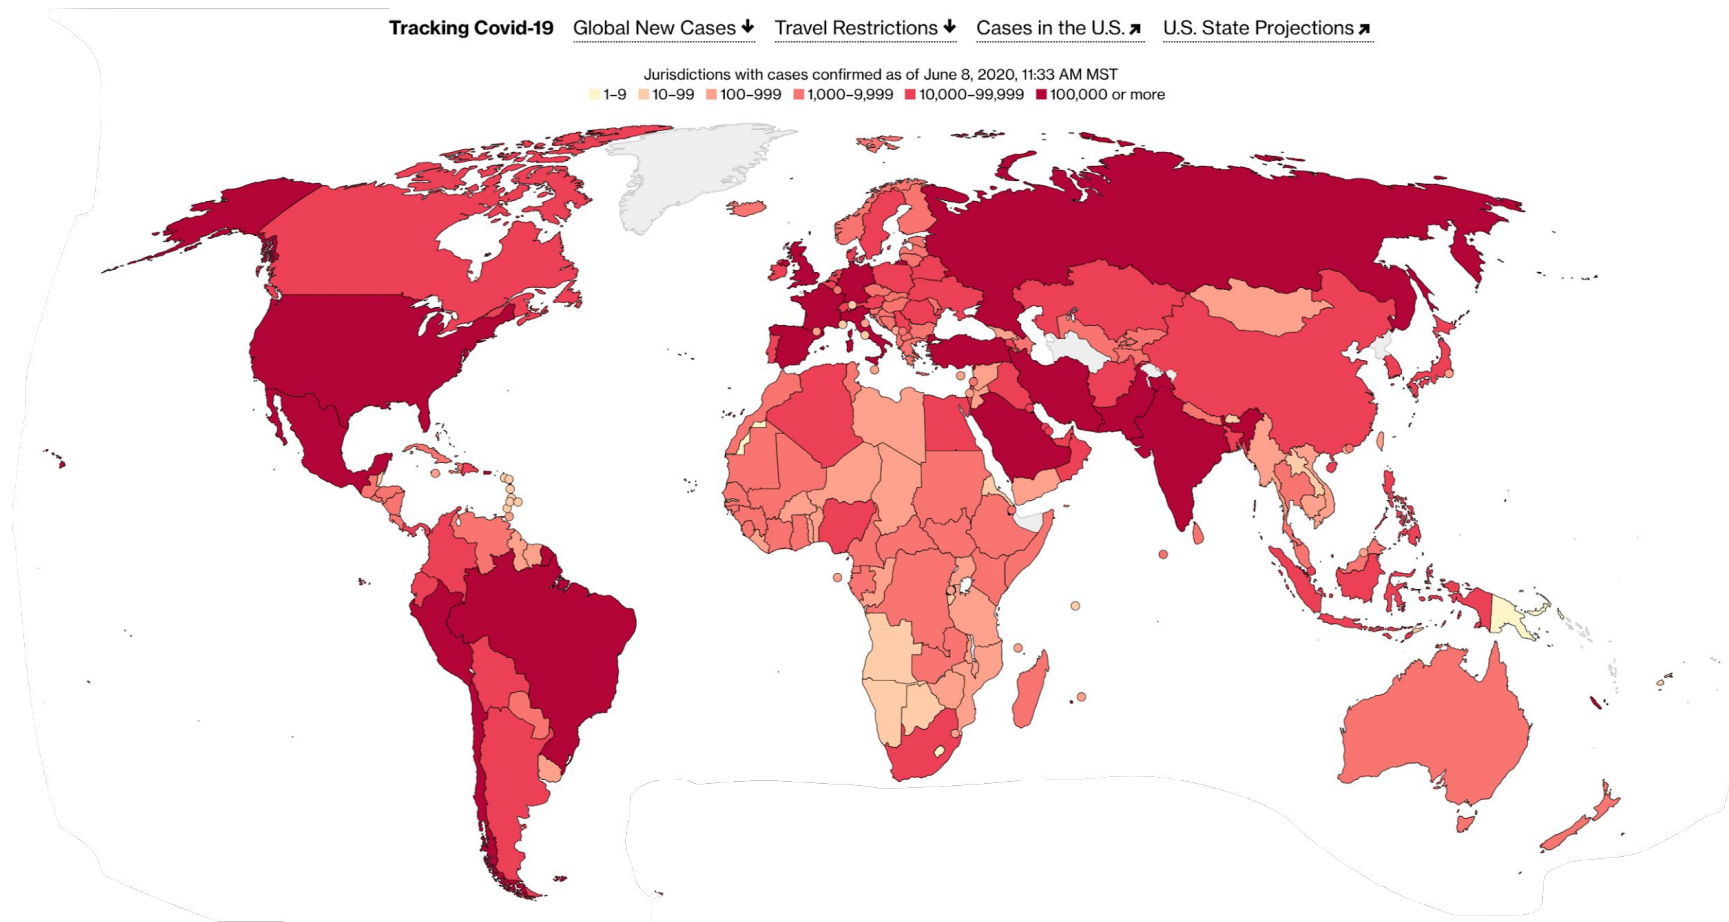 Tracking Covid-19 Global New Cases ↓ Travel Restrictions ↓ Cases in the U.S. ↗ U.S. State Projections ↗
Jurisdictions with cases confirmed as of June 8, 2020, 11:33 AM MST
1–9 10–99 100–999 1,000–9,999 10,000–99,999 100,000 or more